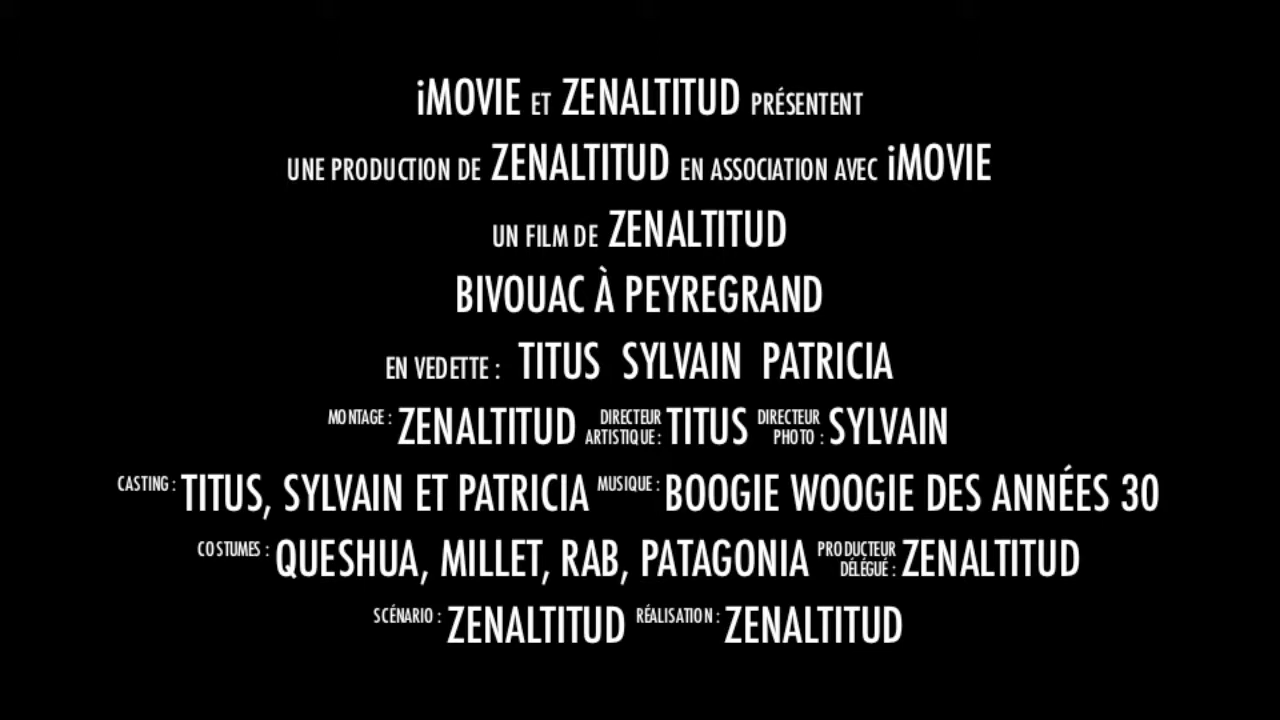 iMOVIE ET ZENALTITUD PRÉSENTENT
UNE PRODUCTION DE ZENALTITUD EN ASSOCIATION AVEC iMOVIE
UN FILM DE ZENALTITUD
BIVOUAC À PEYREGRAND
EN VEDETTE : TITUS SYLVAIN PATRICIA
MONTAGE : ZENALTITUD DIRECTEUR ARTISTIQUE : TITUS DIRECTEUR PHOTO : SYLVAIN
CASTING : TITUS, SYLVAIN ET PATRICIA MUSIQUE : BOOGIE WOOGIE DES ANNÉES 30
COSTUMES : QUESHUA, MILLET, RAB, PATAGONIA PRODUCTEUR DÉLÉGUÉ : ZENALTITUD
SCÉNARIO : ZENALTITUD RÉALISATION : ZENALTITUD